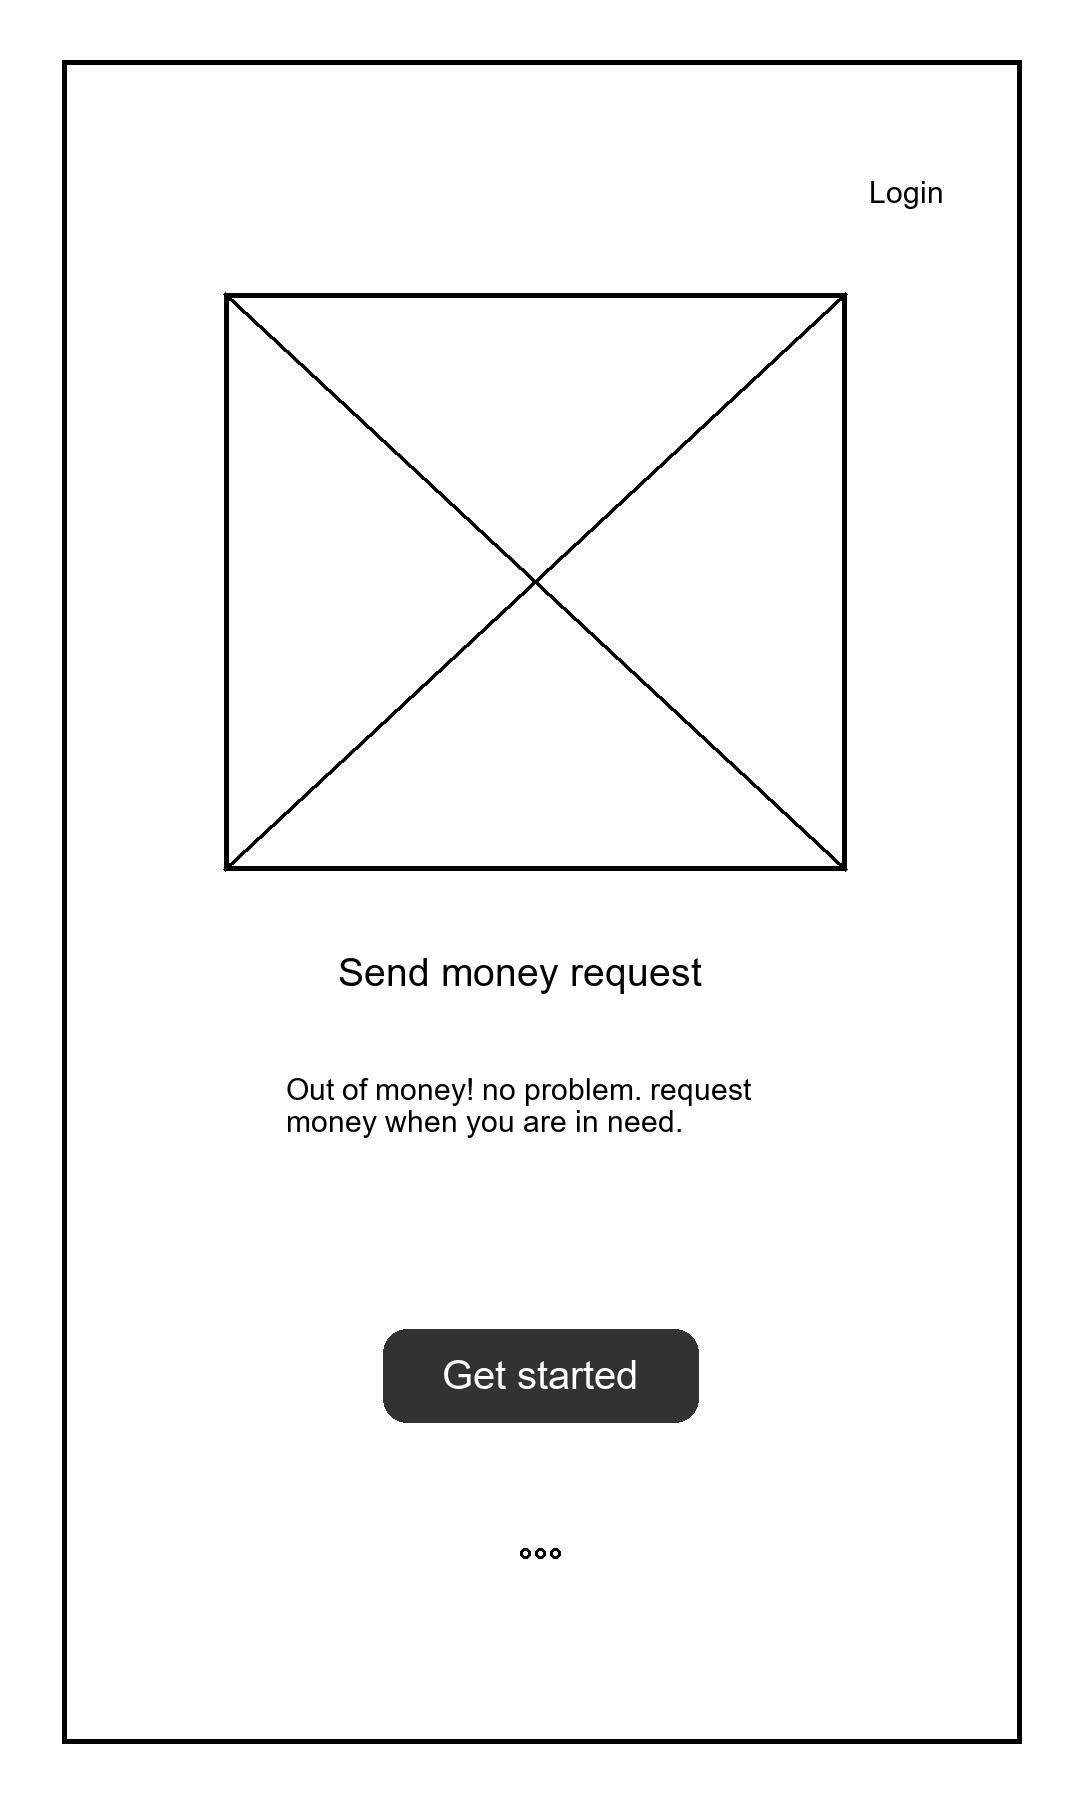 Login
Send money request
Out of money! no problem. request
money when you are in need.
Get started